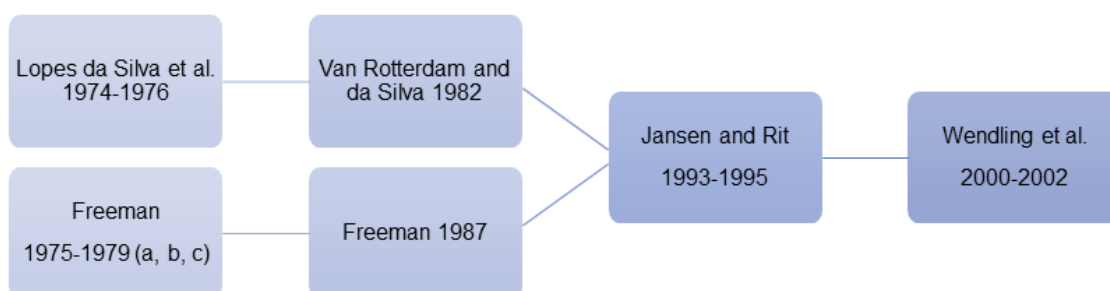 Lopes da Silva et al.
1974-1976
Van Rotterdam and
da Silva 1982
Freeman
1975-1979 (a, b, c)
Freeman 1987
Jansen and Rit
1993-1995
Wendling et al.
2000-2002